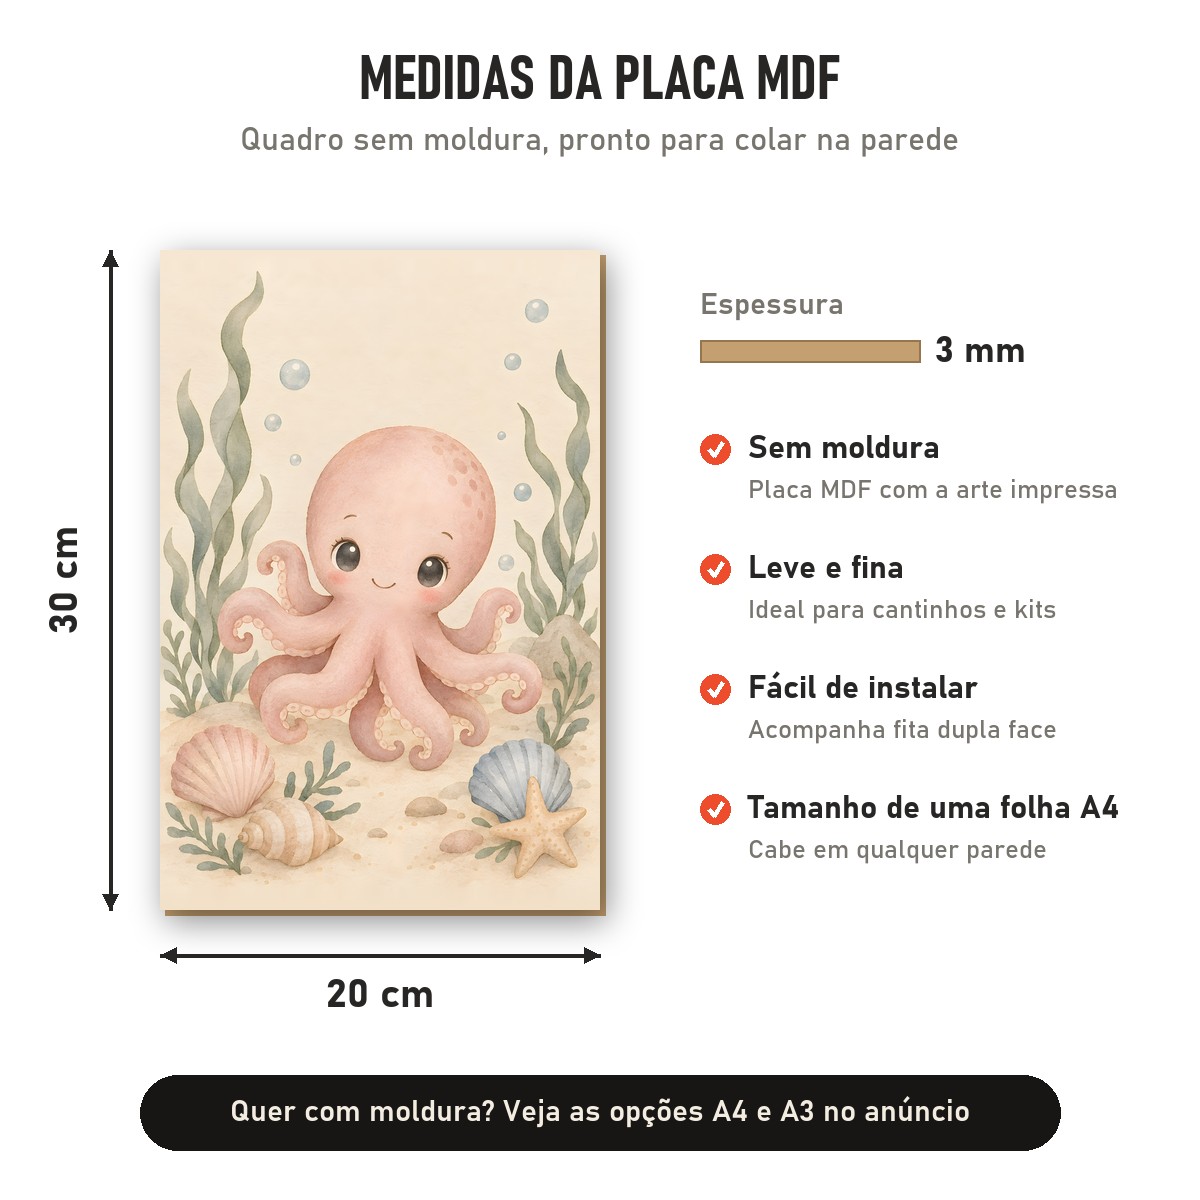 MEDIDAS DA PLACA MDF
Quadro sem moldura, pronto para colar na parede
Espessura
3 mm
Sem moldura
Placa MDF com a arte impressa
Leve e fina
Ideal para cantinhos e kits
Fácil de instalar
Acompanha fita dupla face
Tamanho de uma folha A4
Cabe em qualquer parede
30 cm
20 cm
Quer com moldura? Veja as opções A4 e A3 no anúncio